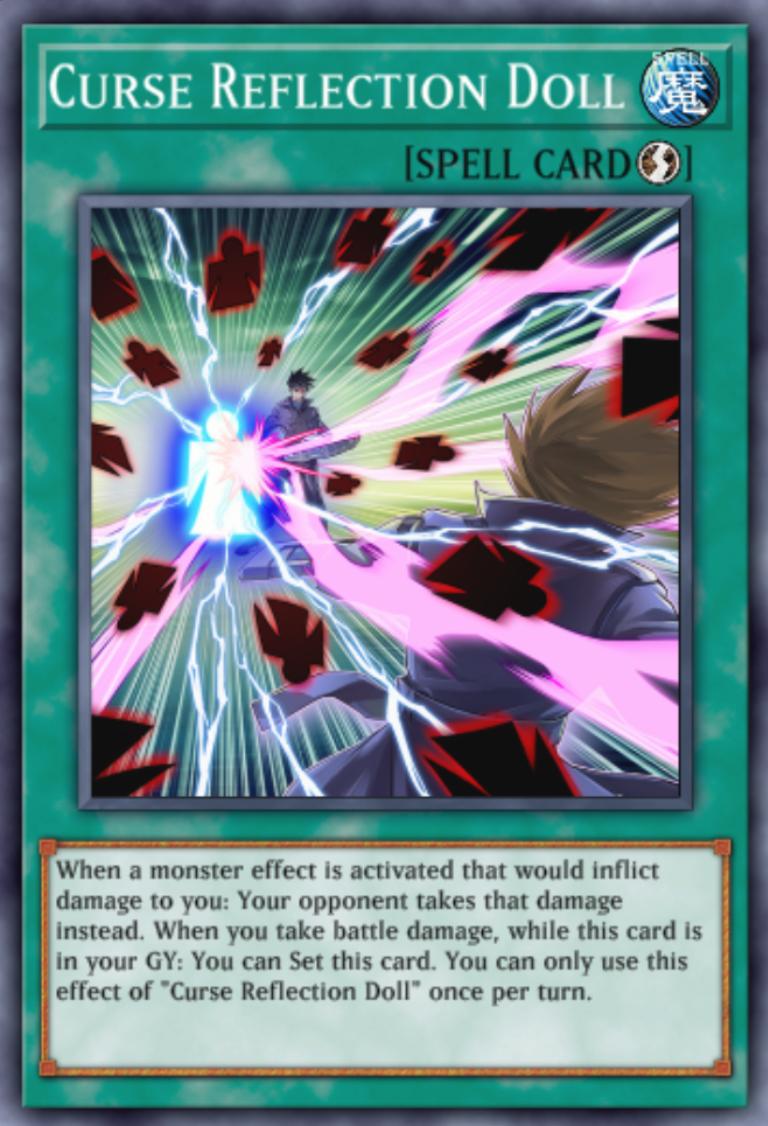 CURSE REFLECTION DOLL
SPELL
魔
[SPELL CARD]
When a monster effect is activated that would inflict
damage to you: Your opponent takes that damage
instead. When you take battle damage, while this card is
in your GY: You can Set this card. You can only use this
effect of "Curse Reflection Doll" once per turn.